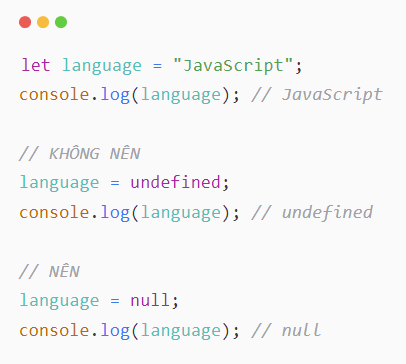 let language = "JavaScript";
console.log(language); // JavaScript
// KHÔNG NÊN
language = undefined;
console.log(language); // undefined
// NÊN
language = null;
console.log(language); // null